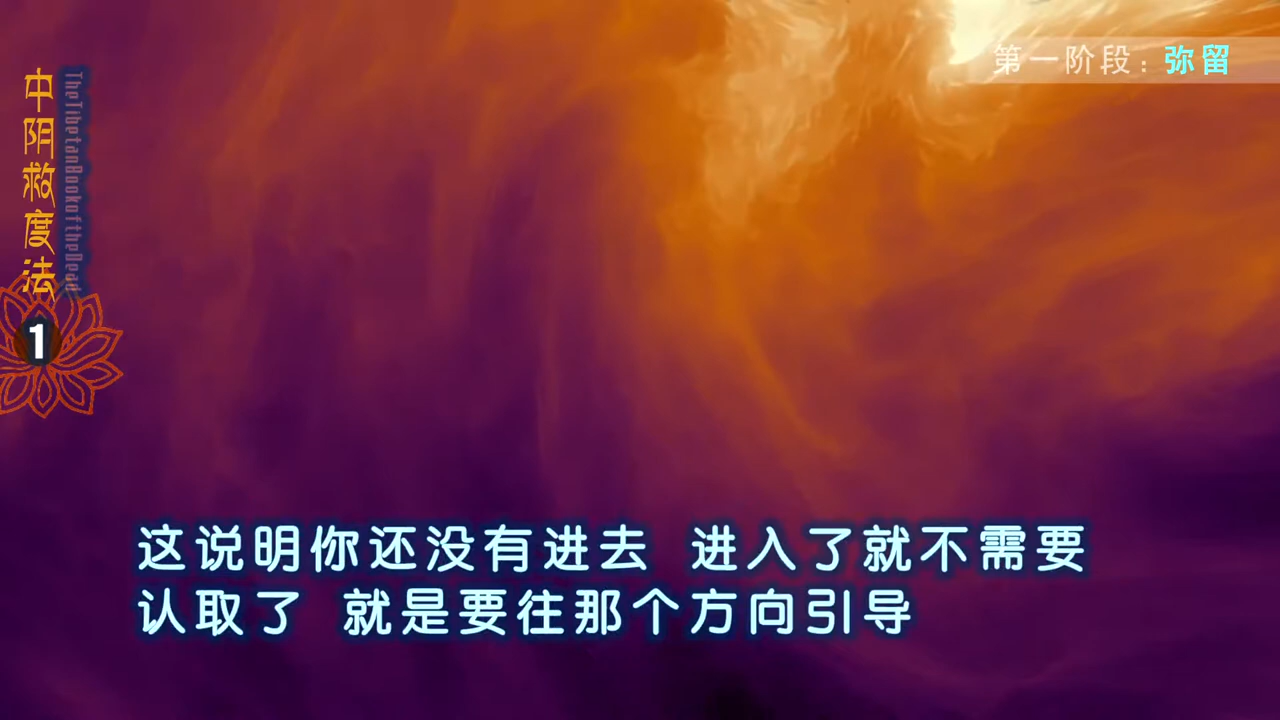 第一阶段：弥留
中阴救度法
TheTibetanBookoftheDead
1
这说明你还没有进去 进入了就不需要
认取了 就是要往那个方向引导